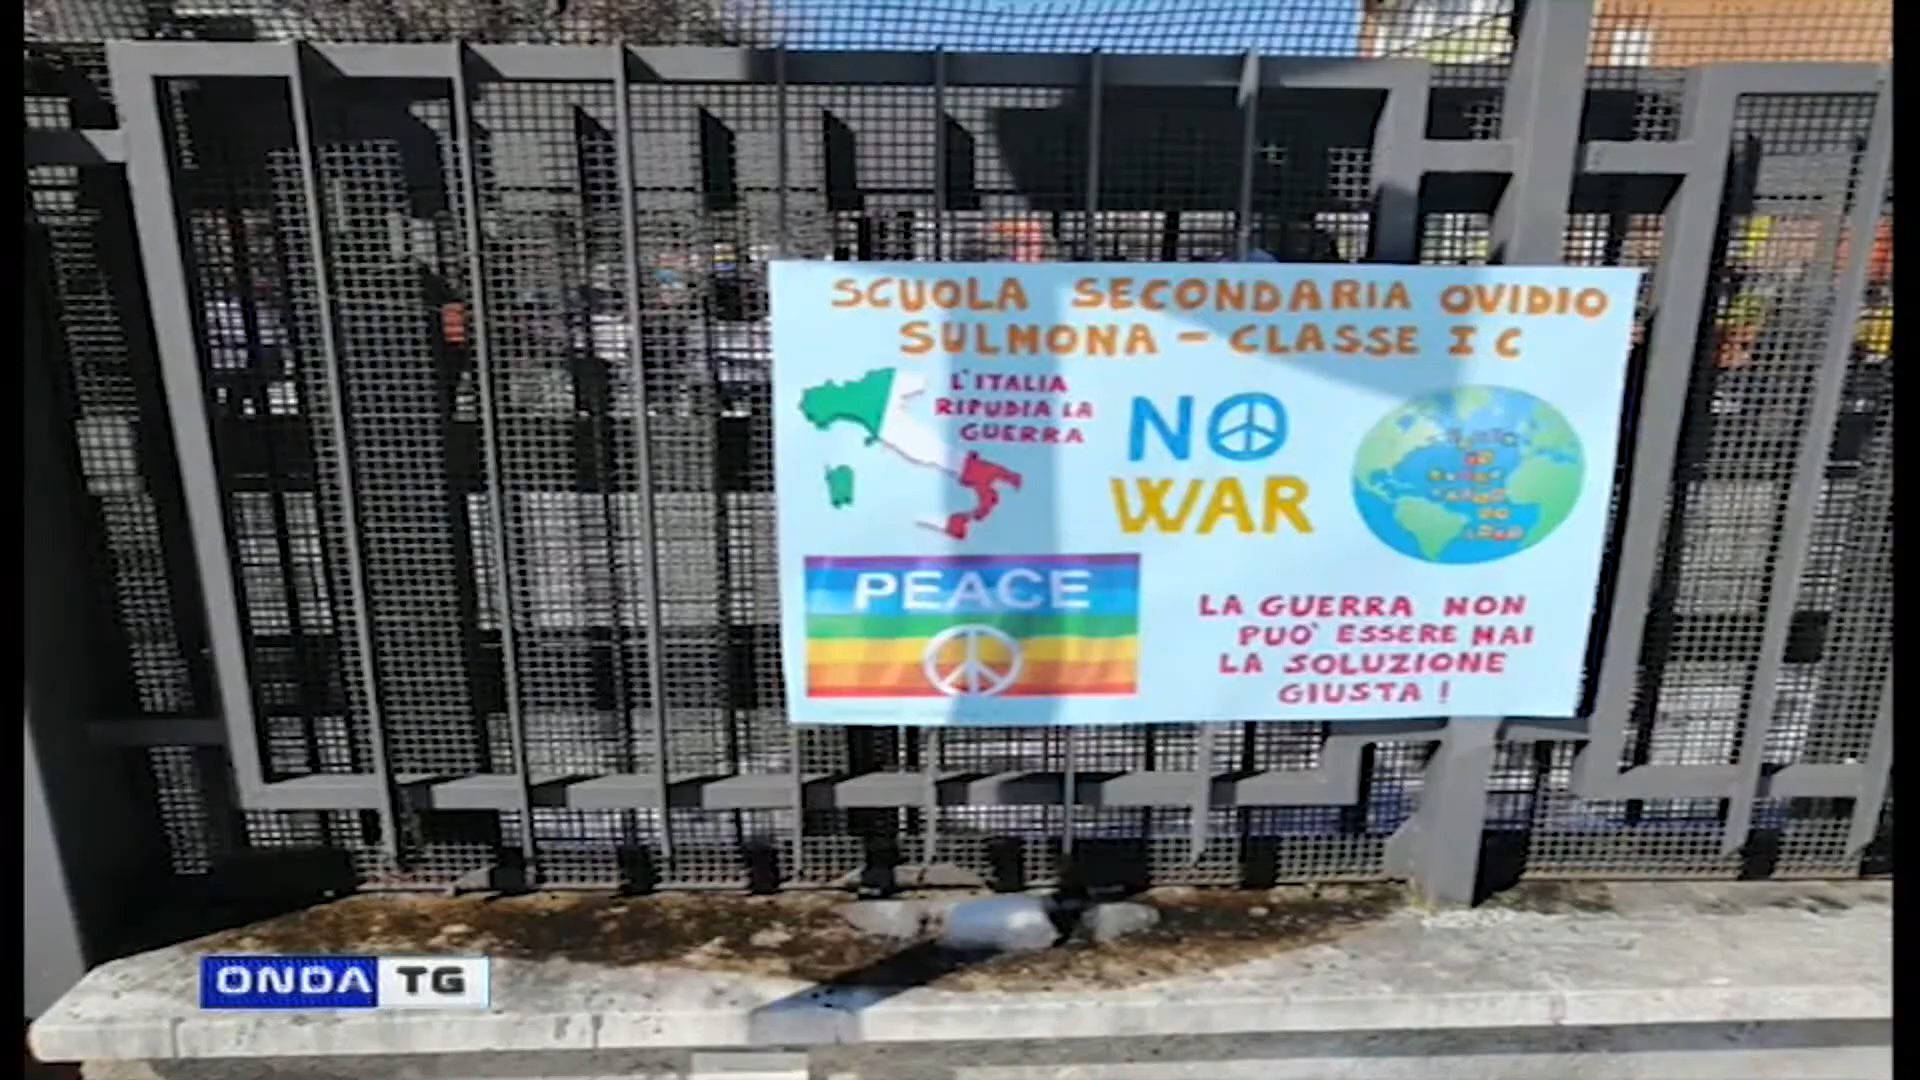 SCUOLA SECONDARIA OVIDIO
SULMONA - CLASSE I C
L'ITALIA
RIPUDIA LA
GUERRA
NO
WAR
PEACE
LA GUERRA NON
PUO' ESSERE MAI
LA SOLUZIONE
GIUSTA !
ONDA TG